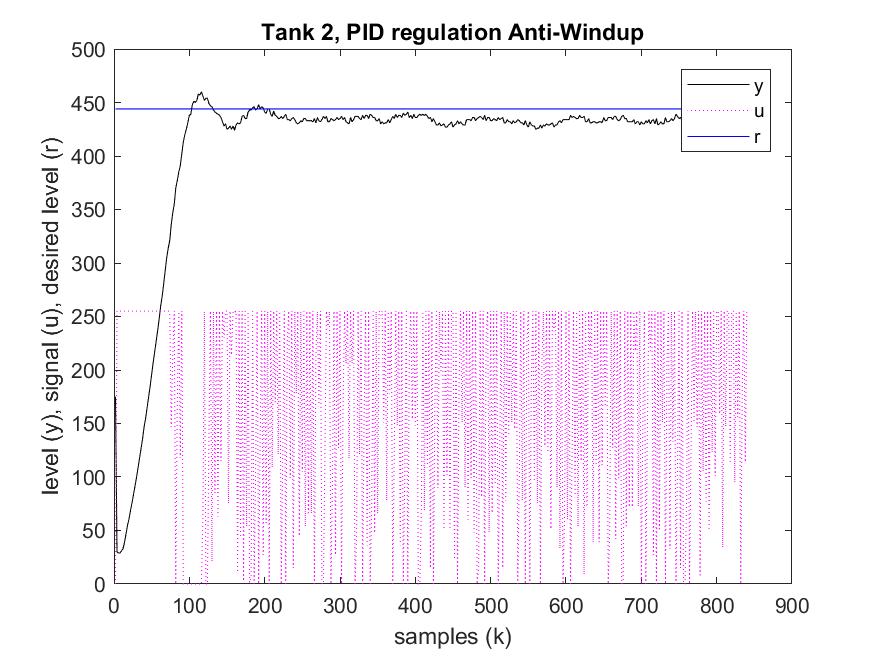 Tank 2, PID regulation Anti-Windup
500
450
400
350
300
250
200
150
100
50
0
level (y), signal (u), desired level (r)
y
u
r
0 100 200 300 400 500 600 700 800 900
samples (k)